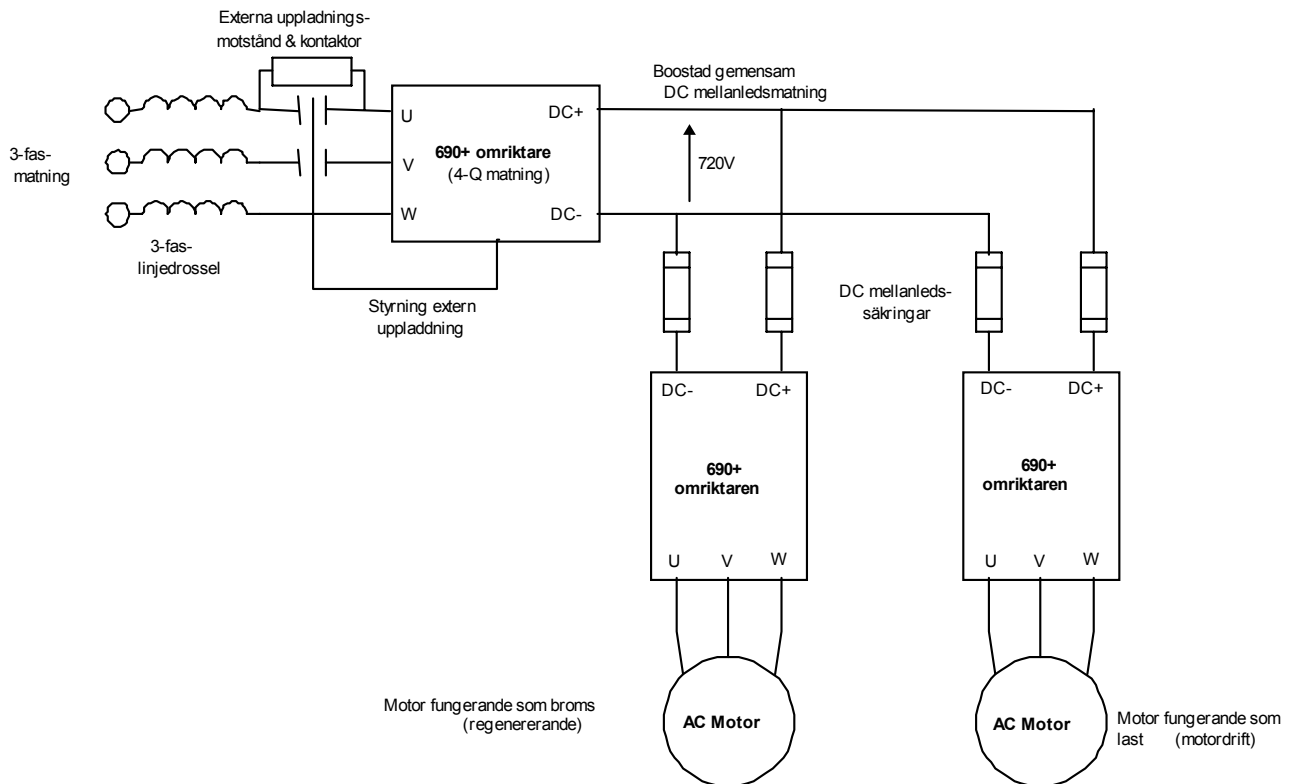 Externa uppladnings-
motstånd & kontaktor
Boostad gemensam
DC mellanledsmatning
3-fas-
matning
U
DC+
690+ omriktare
(4-Q matning)
V
720V
W
DC-
3-fas-
linjedrossel
Styrning extern
uppladdning
DC mellanleds-
säkringar
DC-
DC+
DC-
DC+
690+
omriktaren
690+
omriktaren
U
V
W
U
V
W
Motor fungerande som broms
(regenererande)
AC Motor
AC Motor
Motor fungerande som
last (motordrift)